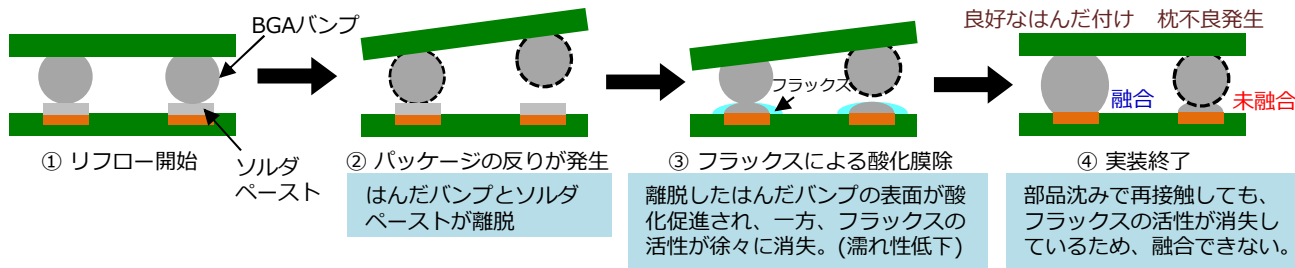 BGAバンプ
ソルダ
ペースト
① リフロー開始
② パッケージの反りが発生
はんだバンプとソルダ
ペーストが離脱
フラックス
③ フラックスによる酸化膜除
離脱したはんだバンプの表面が酸
化促進され、一方、フラックスの
活性が徐々に消失。(濡れ性低下)
良好なはんだ付け 枕不良発生
融合
未融合
④ 実装終了
部品沈みで再接触しても、
フラックスの活性が消失し
ているため、融合できない。